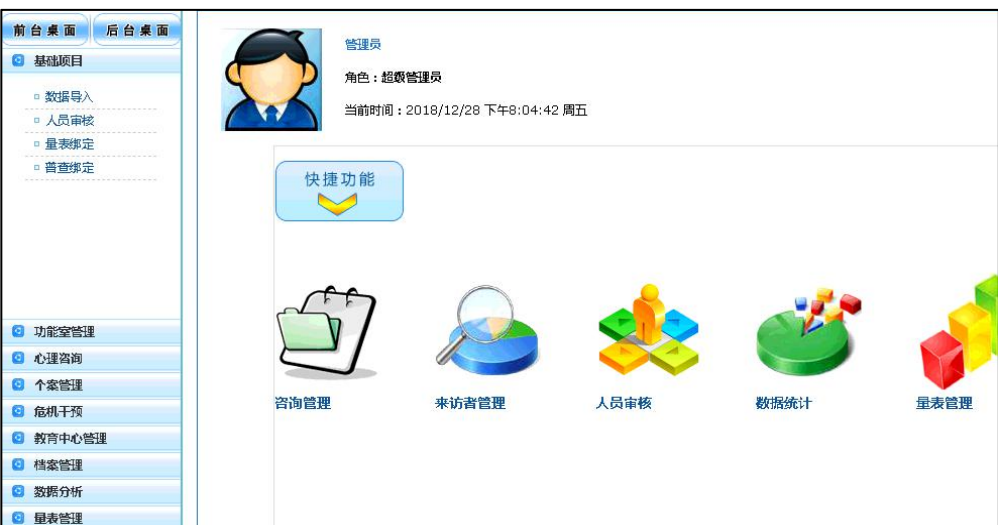 前台桌面
后台桌面
基础项目
数据导入
人员审核
量表绑定
普查绑定
功能室管理
心理咨询
个案管理
危机干预
教育中心管理
档案管理
数据分析
量表管理
管理员
角色：超级管理员
当前时间：2018/12/28 下午8:04:42 周五
快捷功能
咨询管理
来访者管理
人员审核
数据统计
量表管理